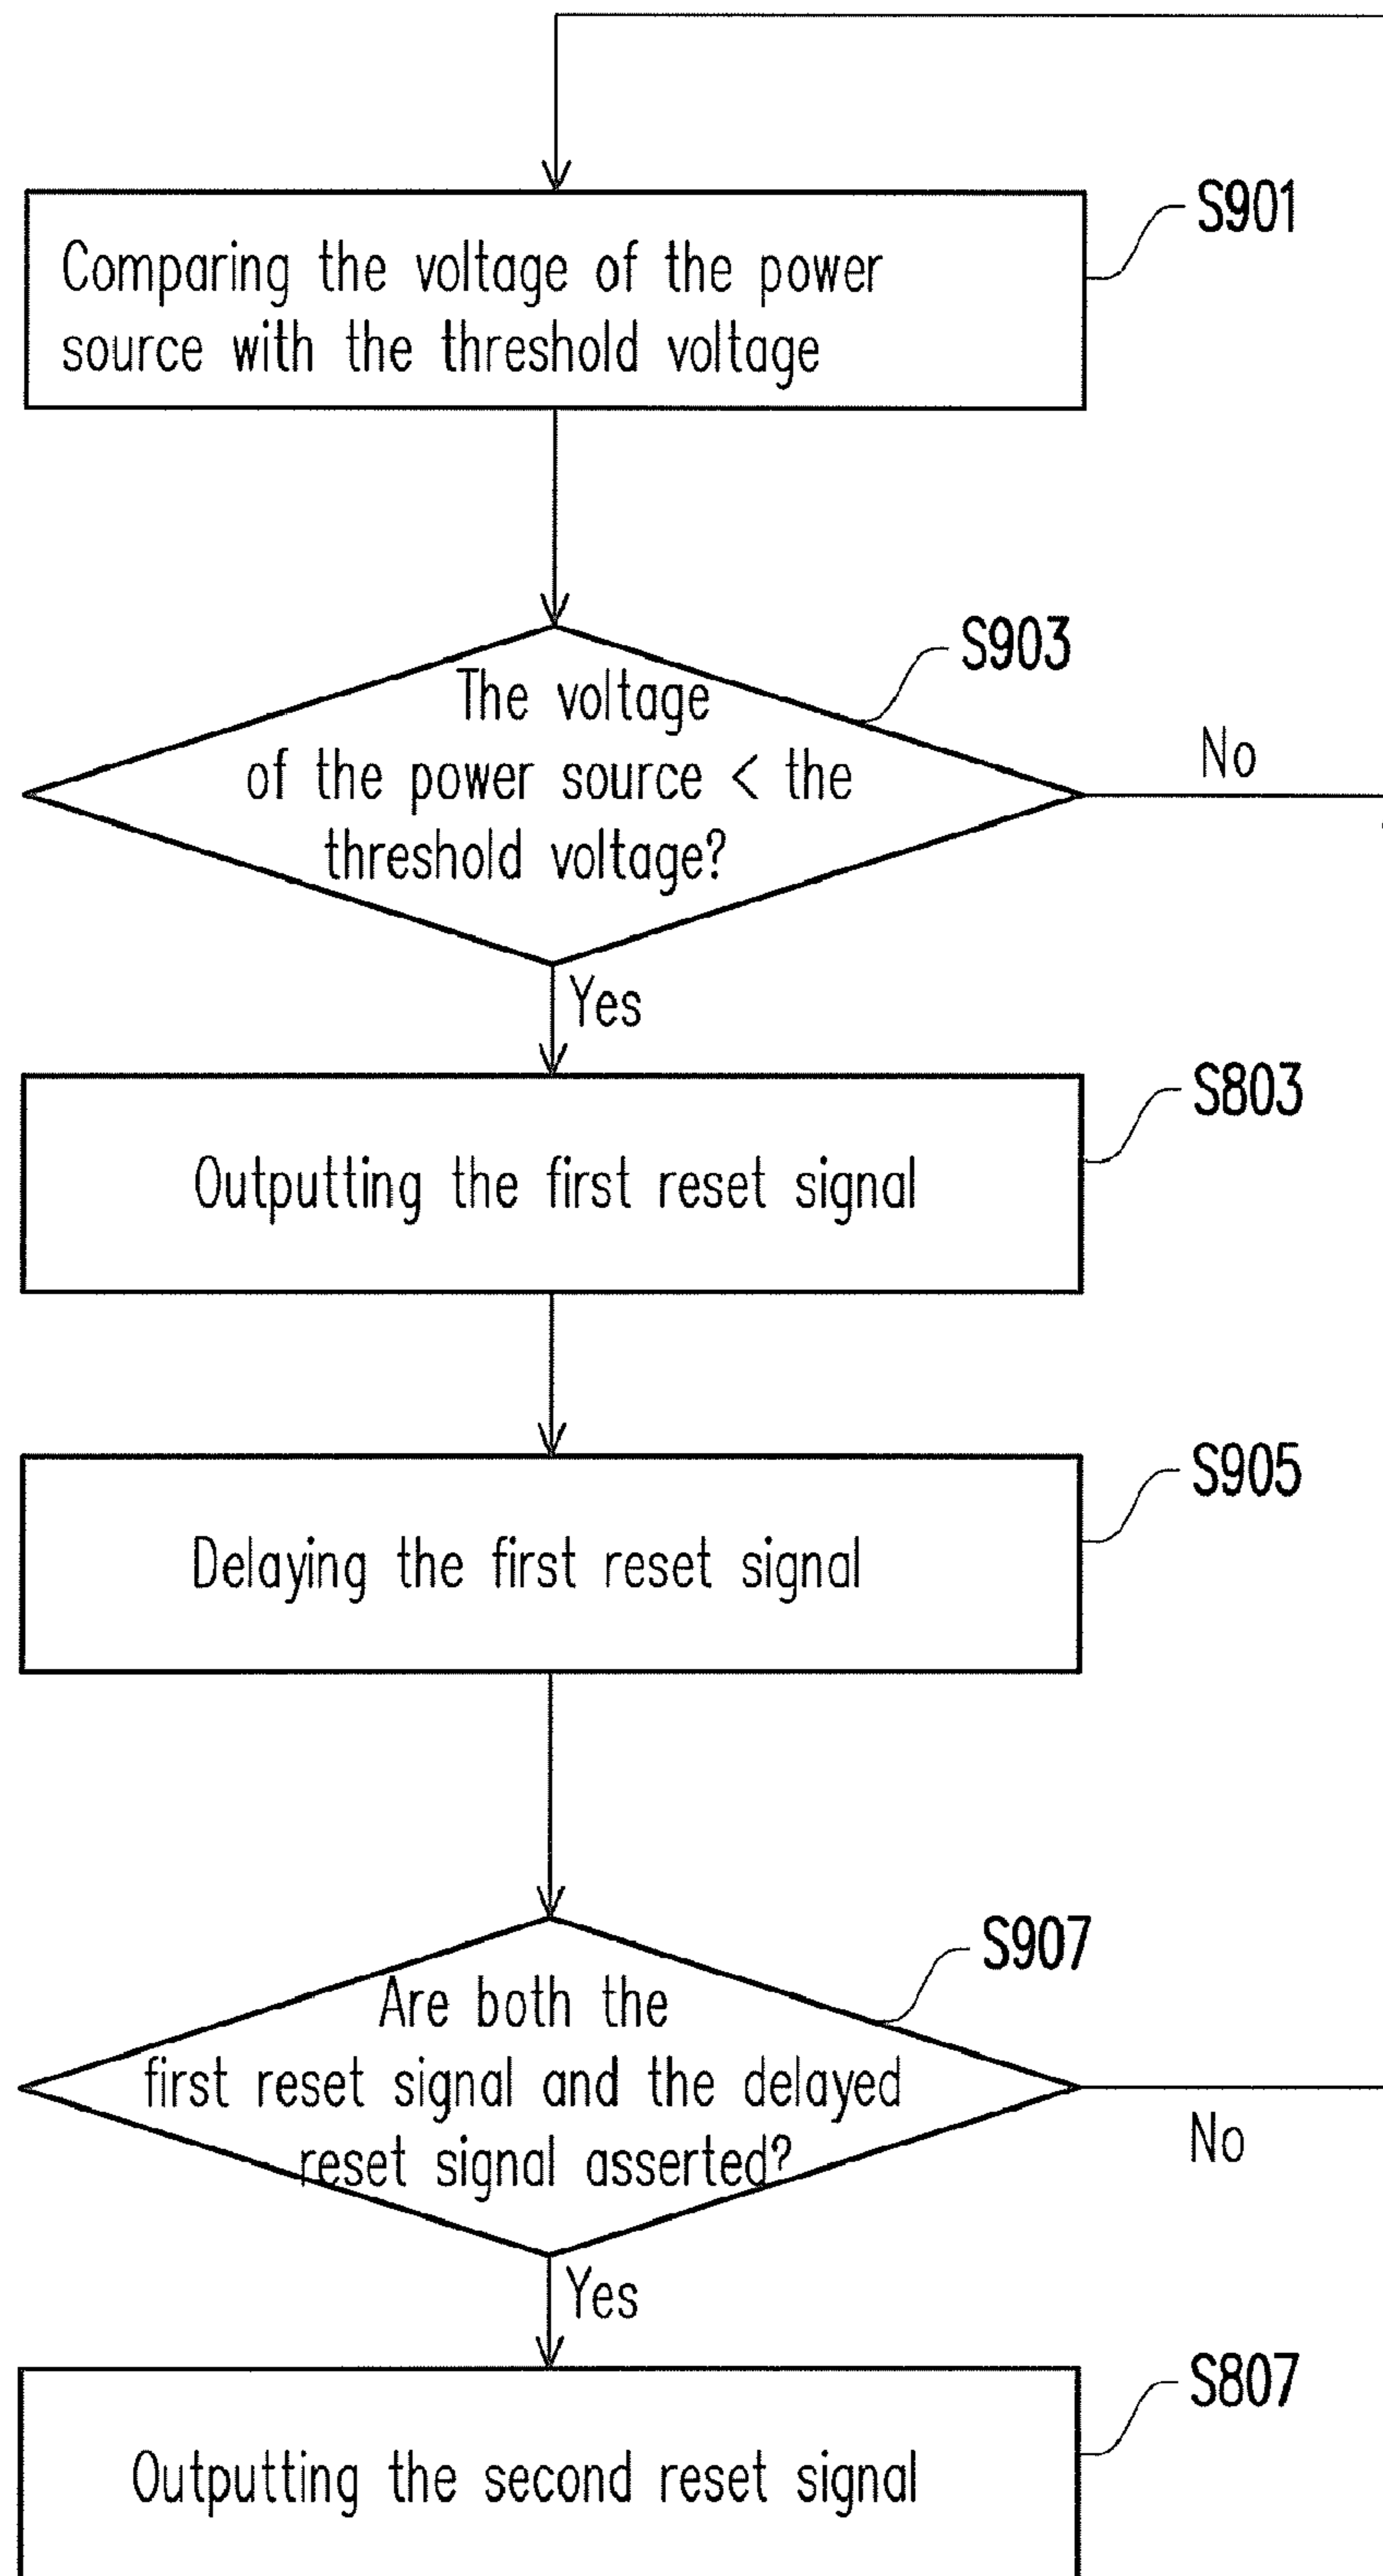 S901
Comparing the voltage of the power
source with the threshold voltage
S903
The voltage
of the power source < the
threshold voltage?
No
Yes
S803
Outputting the first reset signal
S905
Delaying the first reset signal
S907
Are both the
first reset signal and the delayed
reset signal asserted?
No
Yes
S807
Outputting the second reset signal